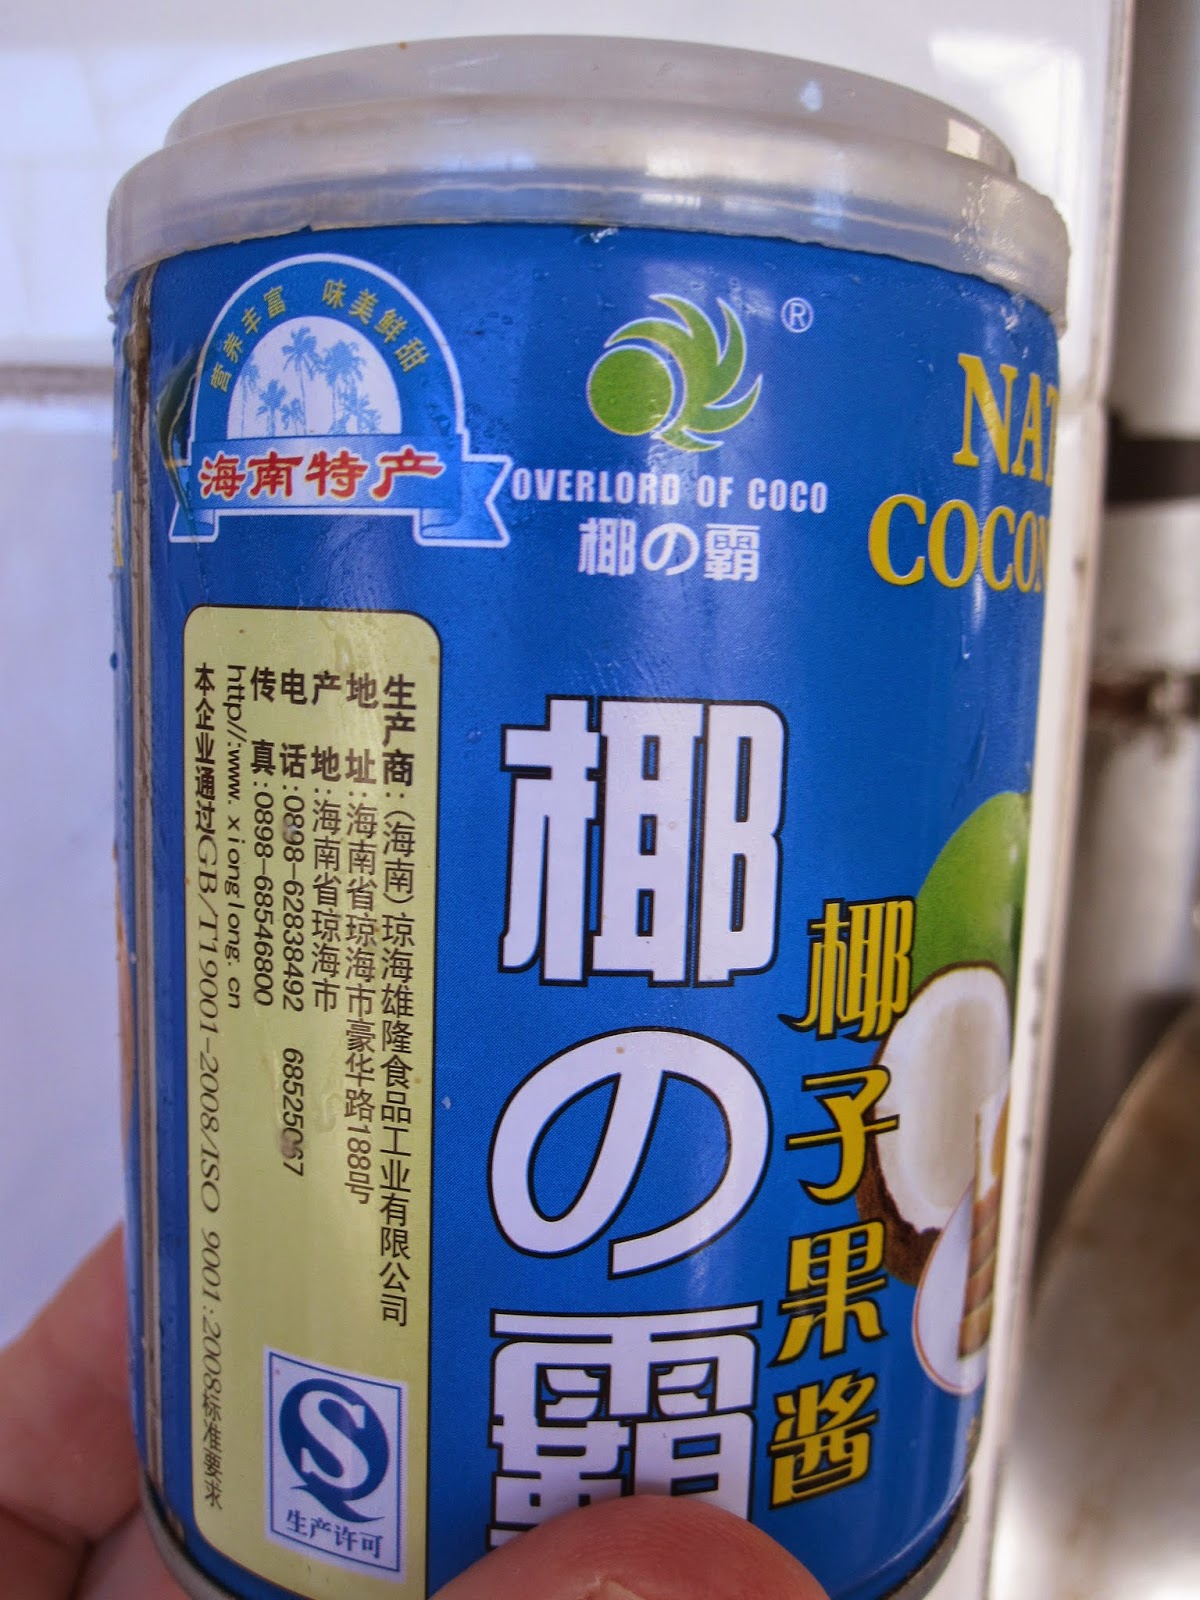 营养丰富 味美鲜甜
海南特产
®
OVERLORD OF COCO
椰の霸
NAT
COCON
椰の霸
椰子果酱
生产商:(海南)琼海雄隆食品工业有限公司
地 址:海南省琼海市豪华路188号
产 地:海南省琼海市
电 话:0898-62838492 68525067
传 真:0898-68546800
http//:www.xionglong.cn
本企业通过GB/T19001-2008/ISO 9001:2008标准要求
生产许可